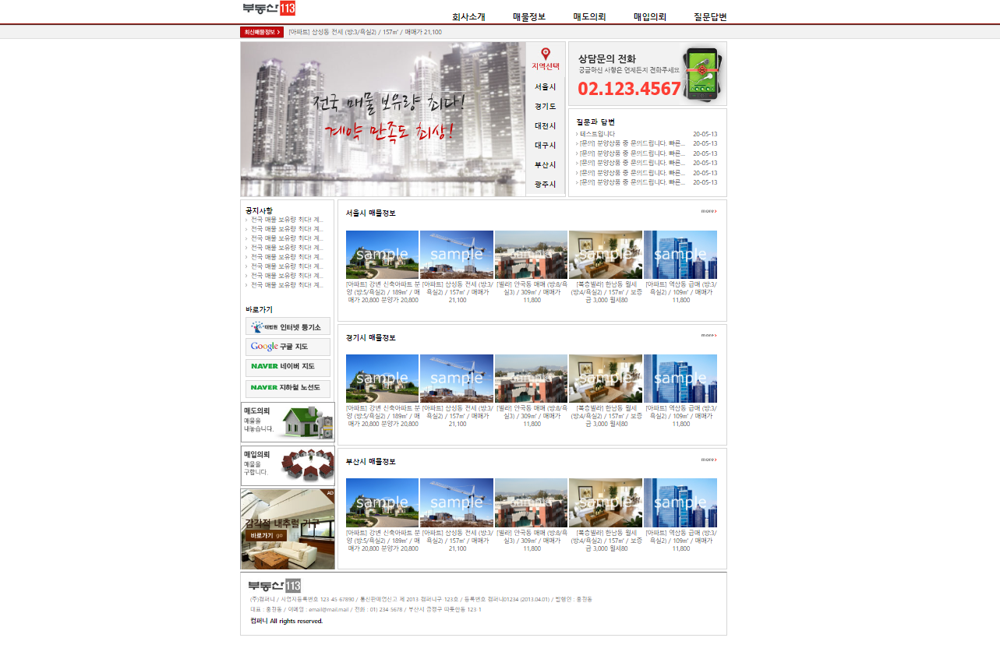 부동산 113
회사소개 매물정보 매도의뢰 매입의뢰 질문답변
최신매물정보 > [아파트] 삼성동 전세 (방:3/욕실2) / 157㎡ / 매매가 21,100
전국 매물 보유량 최다!
계약 만족도 최상!
지역선택
서울시
경기도
대전시
대구시
부산시
광주시
상담문의 전화
궁금하신 사항은 언제든지 전화주세요
02.123.4567
질문과 답변
> 테스트입니다 20-05-13
> [문의] 분양상품 중 문의드립니다. 빠른... 20-05-13
> [문의] 분양상품 중 문의드립니다. 빠른... 20-05-13
> [문의] 분양상품 중 문의드립니다. 빠른... 20-05-13
> [문의] 분양상품 중 문의드립니다. 빠른... 20-05-13
> [문의] 분양상품 중 문의드립니다. 빠른... 20-05-13
공지사항
> 전국 매물 보유량 최다! 계...
> 전국 매물 보유량 최다! 계...
> 전국 매물 보유량 최다! 계...
> 전국 매물 보유량 최다! 계...
> 전국 매물 보유량 최다! 계...
> 전국 매물 보유량 최다! 계...
> 전국 매물 보유량 최다! 계...
> 전국 매물 보유량 최다! 계...
바로가기
대법원 인터넷 등기소
Google 구글 지도
NAVER 네이버 지도
NAVER 지하철 노선도
매도의뢰
매물을
내놓습니다.
매입의뢰
매물을
구합니다.
AD
감각적 내추럴 가구
바로가기 go
서울시 매물정보 more>
sample sample sample sample sample
[아파트] 강변 신축아파트 분 [아파트] 삼성동 전세 (방:3/ [빌라] 안국동 매매 (방:8/욕 [복층빌라] 한남동 월세 [아파트] 역삼동 급매 (방:3/
양 (방:5/욕실2) / 189㎡ / 매 욕실2) / 157㎡ / 매매가 실3) / 309㎡ / 매매가 (방:4/욕실2) / 157㎡ / 보증 욕실2) / 109㎡ / 매매가
매가 20,800 분양가 20,800 21,100 11,800 금 3,000 월세80 11,800
경기시 매물정보 more>
sample sample sample sample sample
[아파트] 강변 신축아파트 분 [아파트] 삼성동 전세 (방:3/ [빌라] 안국동 매매 (방:8/욕 [복층빌라] 한남동 월세 [아파트] 역삼동 급매 (방:3/
양 (방:5/욕실2) / 189㎡ / 매 욕실2) / 157㎡ / 매매가 실3) / 309㎡ / 매매가 (방:4/욕실2) / 157㎡ / 보증 욕실2) / 109㎡ / 매매가
매가 20,800 분양가 20,800 21,100 11,800 금 3,000 월세80 11,800
부산시 매물정보 more>
sample sample sample sample sample
[아파트] 강변 신축아파트 분 [아파트] 삼성동 전세 (방:3/ [빌라] 안국동 매매 (방:8/욕 [복층빌라] 한남동 월세 [아파트] 역삼동 급매 (방:3/
양 (방:5/욕실2) / 189㎡ / 매 욕실2) / 157㎡ / 매매가 실3) / 309㎡ / 매매가 (방:4/욕실2) / 157㎡ / 보증 욕실2) / 109㎡ / 매매가
매가 20,800 분양가 20,800 21,100 11,800 금 3,000 월세80 11,800
부동산 113
(주)컴퍼니 / 사업자등록번호 123-45-67890 / 통신판매업신고 제 2013-컴퍼니구-123호 / 등록번호 컴퍼니01234 (2013.04.01) / 발행인 : 홍길동
대표 : 홍길동 / 이메일 : email@mail.mail / 전화 : 01) 234-5678 / 부산시 금정구 따뜻한동 123-1
컴퍼니 All rights reserved.